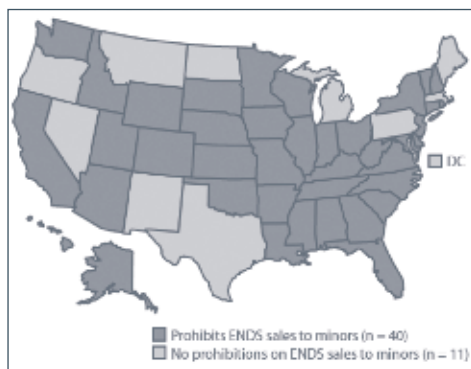 DC
Prohibits ENDS sales to minors (n = 40)
No prohibitions on ENDS sales to minors (n = 11)